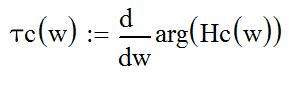 τc(w) := d/dw arg(Hc(w))